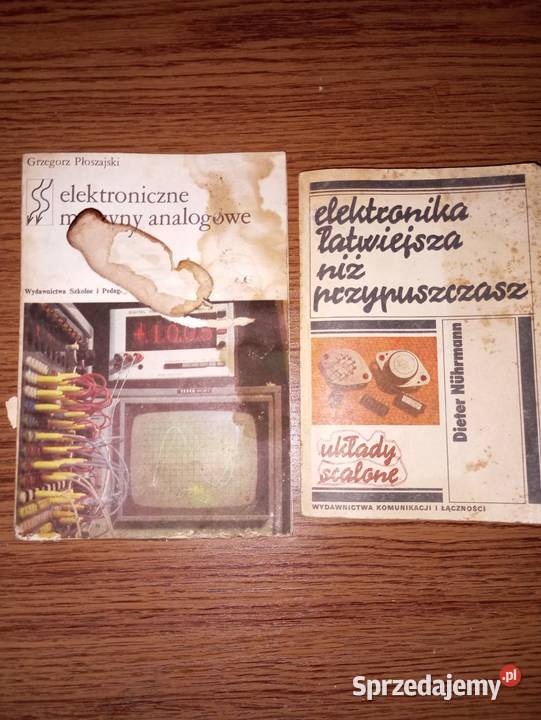 Grzegorz Płoszajski
elektroniczne
analogowe
Wydawnictwa Szkolne i Pedag
elektronika
łatwiejsza
niż
przypuszczasz
Dieter Nührmann
układy
scalone
WYDAWNICTWA KOMUNIKACJI I ŁĄCZNOŚCI
Sprzedajemy.pl